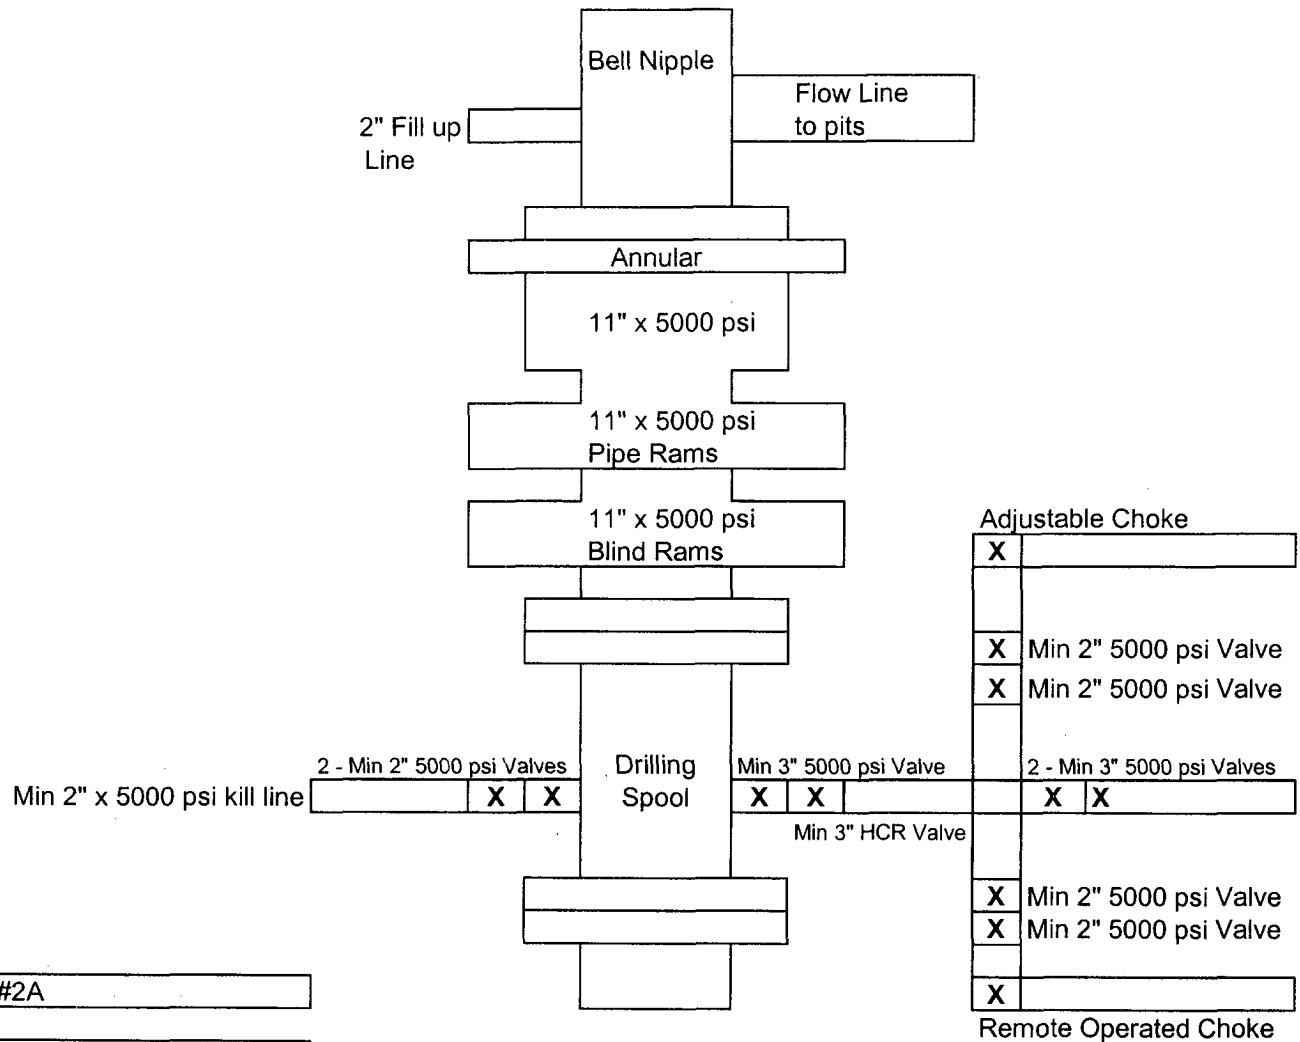 Bell Nipple
Flow Line
to pits
2" Fill up
Line
Annular
11" x 5000 psi
11" x 5000 psi
Pipe Rams
11" x 5000 psi
Blind Rams
Adjustable Choke
X
X Min 2" 5000 psi Valve
X Min 2" 5000 psi Valve
2 - Min 2" 5000 psi Valves
Drilling
Spool
Min 3" 5000 psi Valve
2 - Min 3" 5000 psi Valves
Min 2" x 5000 psi kill line
X X
X X
X X
Min 3" HCR Valve
X Min 2" 5000 psi Valve
X Min 2" 5000 psi Valve
#2A
X
Remote Operated Choke